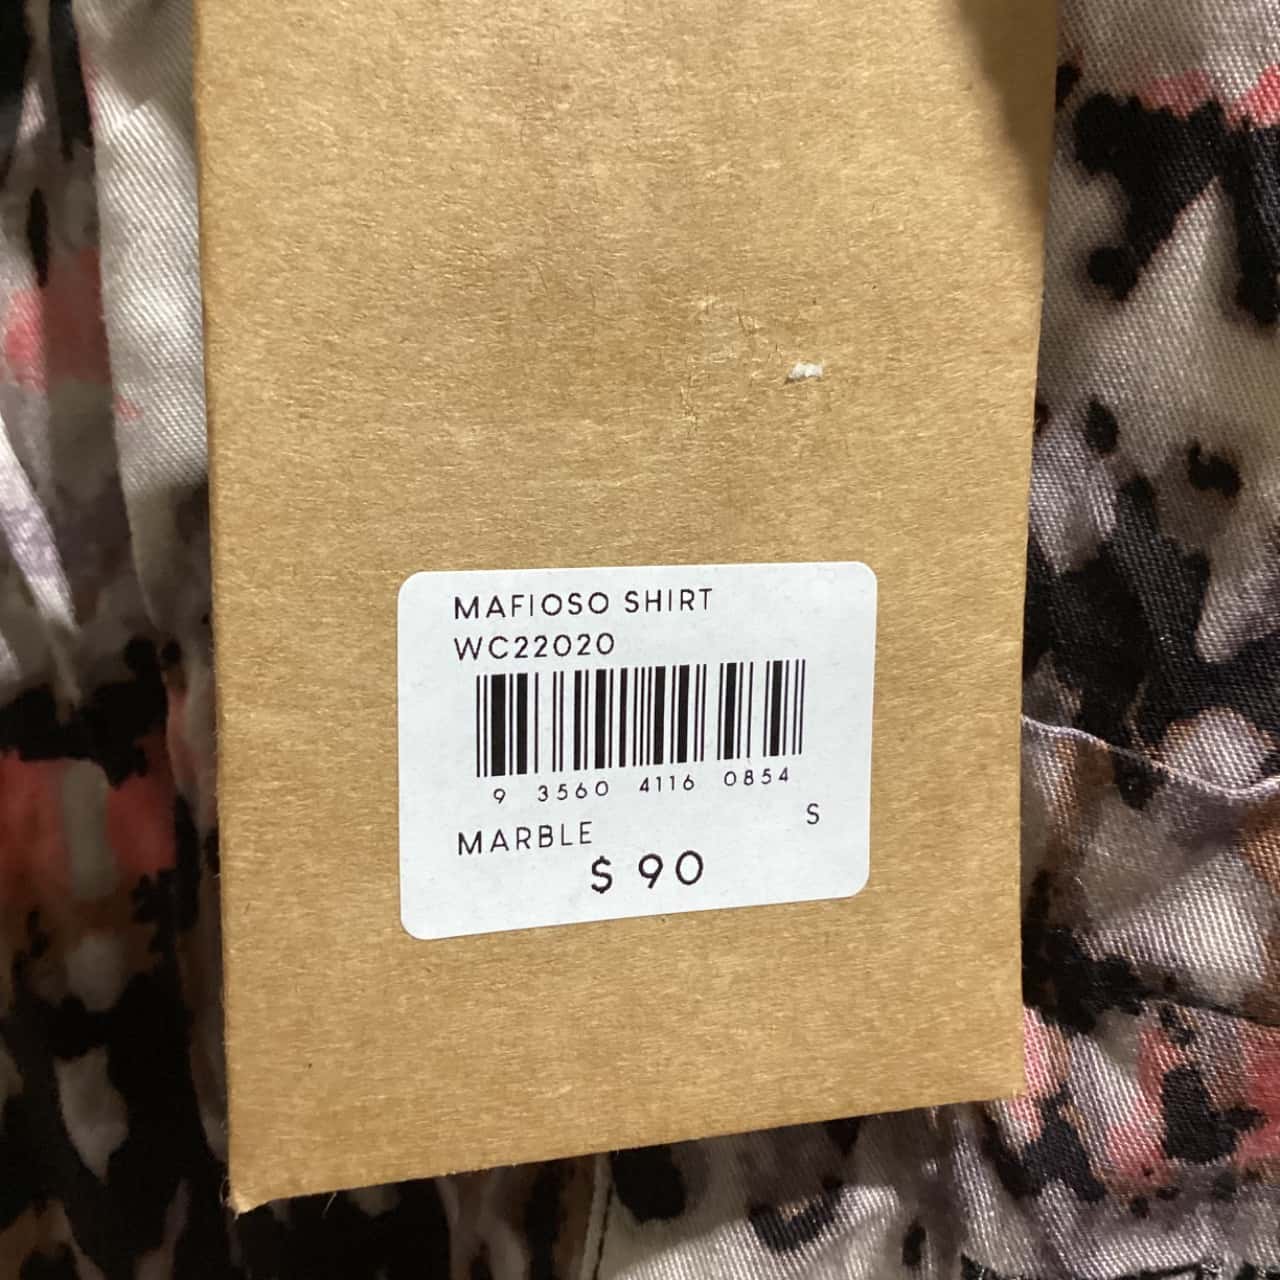 MAFIOSO SHIRT
WC22020
9 3560 4116 0854
MARBLE S
$ 90